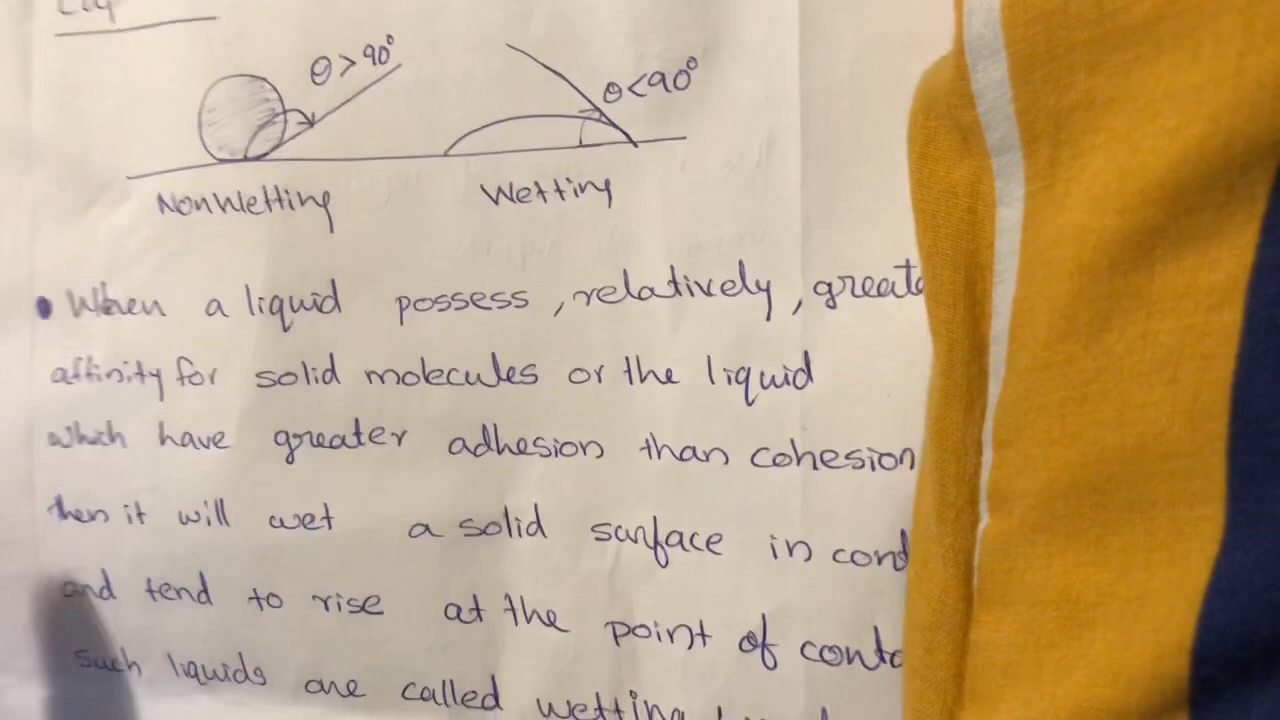 θ > 90°
θ < 90°
Nonwetting
Wetting
• When a liquid possess , relatively , greate
affinity for solid molecules or the liquid
which have greater adhesion than cohesion
then it will wet a solid surface in cont
and tend to rise at the point of conta
such liquids are called wetting